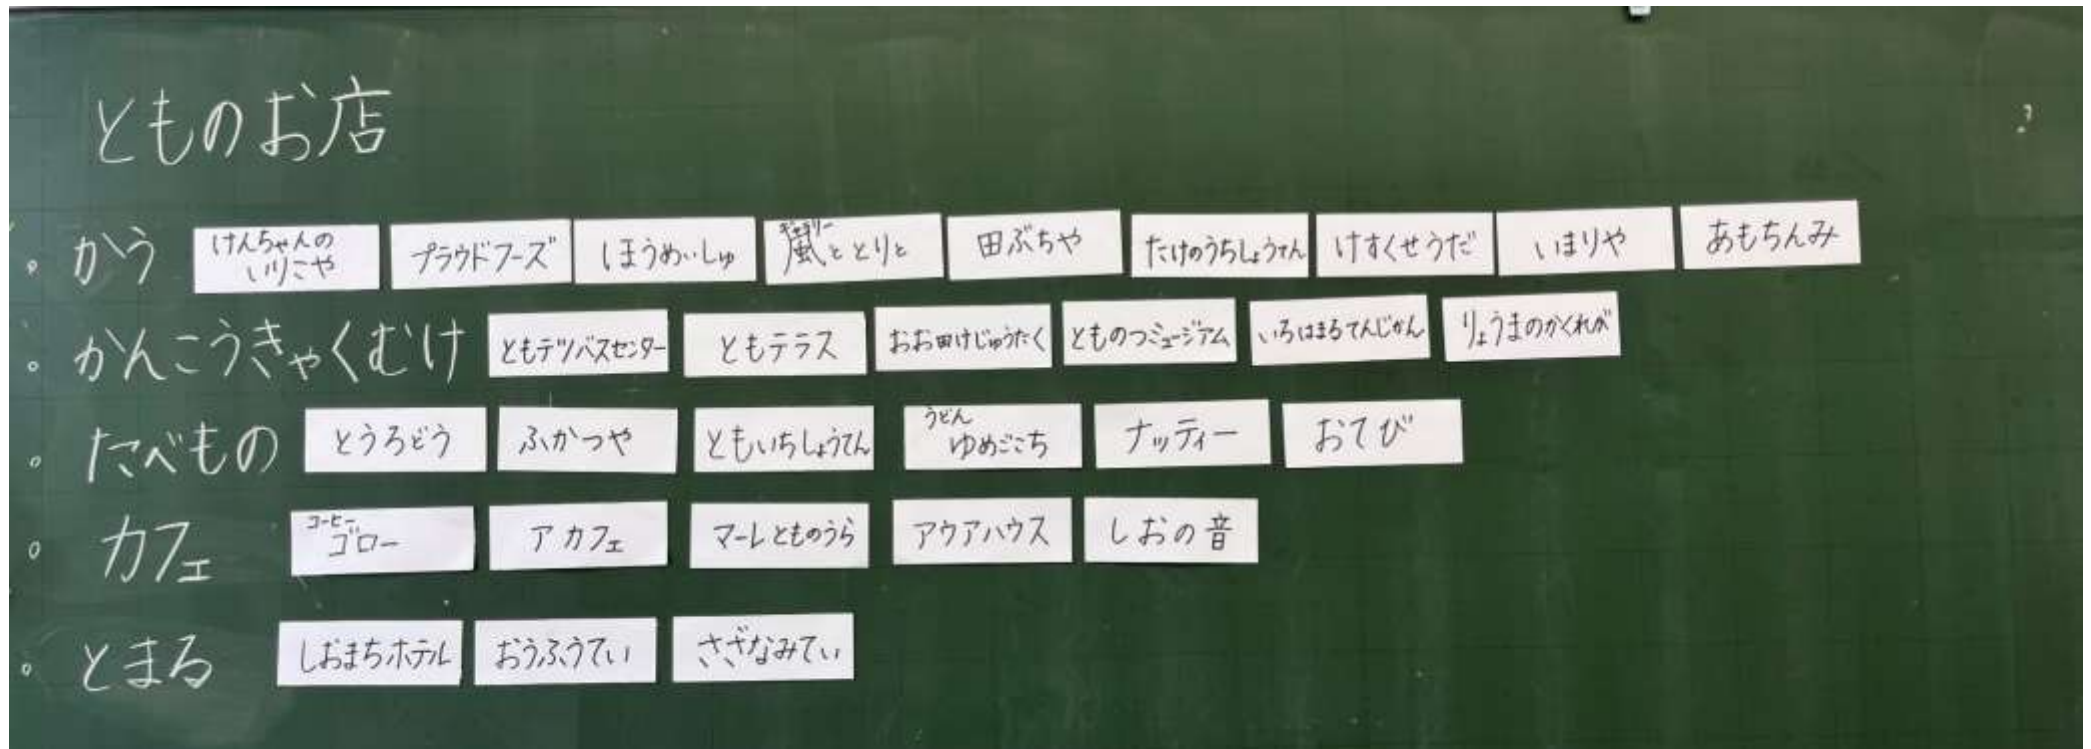 とものお店
・かう けんちゃんの いりこや プラウドフーズ ほうめいしゅ ギャラリー 嵐ととりと 田ぶちや たけのうちしょうてん けすくせうだ いまりや あもちんみ
・かんこうきゃくむけ ともテツバスセンター ともテラス おお田けじゅうたく とものつミュージアム いろはまるてんじかん りょうまのかくれが
・たべもの とうろどう ふかつや ともいちしょうてん うどん ゆめごこち ナッティー おてび
・カフェ コーヒー ゴロー アカフェ マーレとものうら アクアハウス しおの音
・とまる しおまちホテル おうふうてい さざなみてい